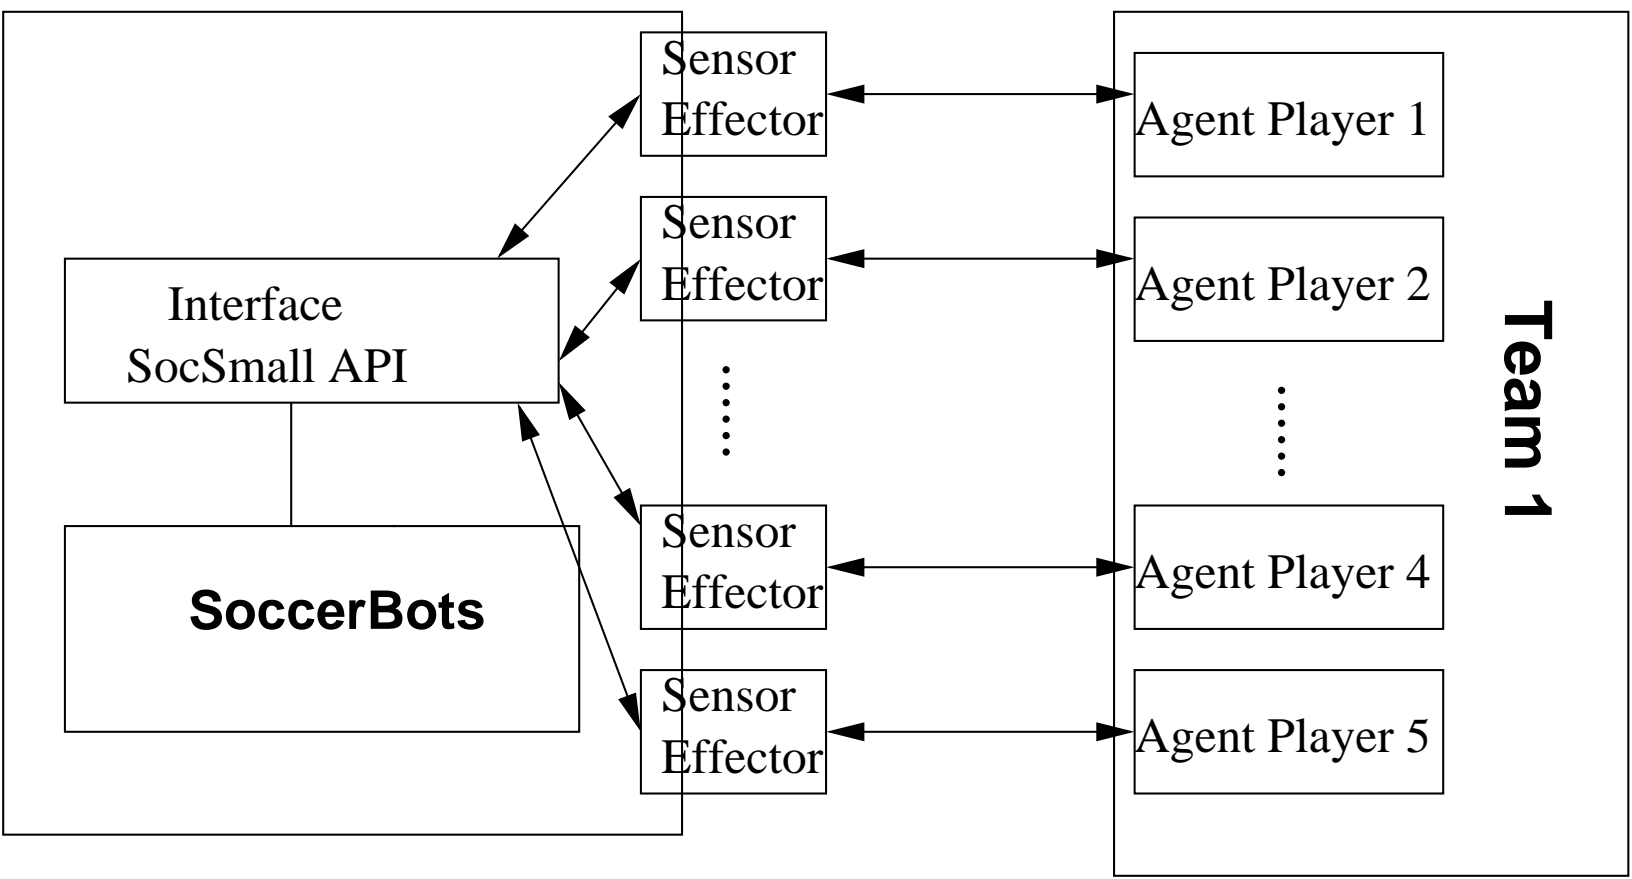 Sensor
Effector
Agent Player 1
Sensor
Effector
Agent Player 2
Interface
SocSmall API
Team 1
Sensor
Effector
Agent Player 4
SoccerBots
Sensor
Effector
Agent Player 5